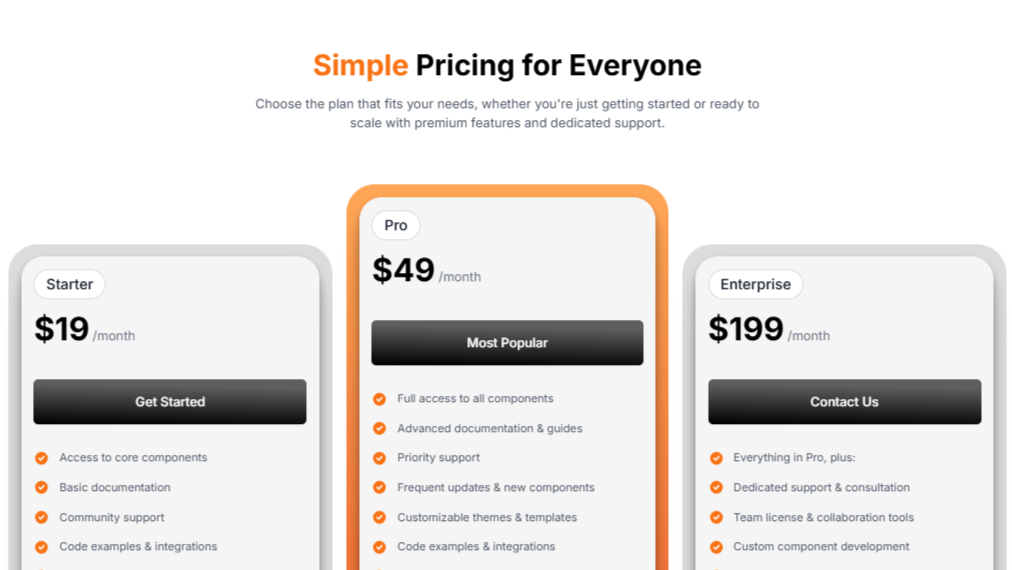 Simple Pricing for Everyone
Choose the plan that fits your needs, whether you're just getting started or ready to
scale with premium features and dedicated support.
Starter
$19 /month
Get Started
Access to core components
Basic documentation
Community support
Code examples & integrations
Pro
$49 /month
Most Popular
Full access to all components
Advanced documentation & guides
Priority support
Frequent updates & new components
Customizable themes & templates
Code examples & integrations
Enterprise
$199 /month
Contact Us
Everything in Pro, plus:
Dedicated support & consultation
Team license & collaboration tools
Custom component development